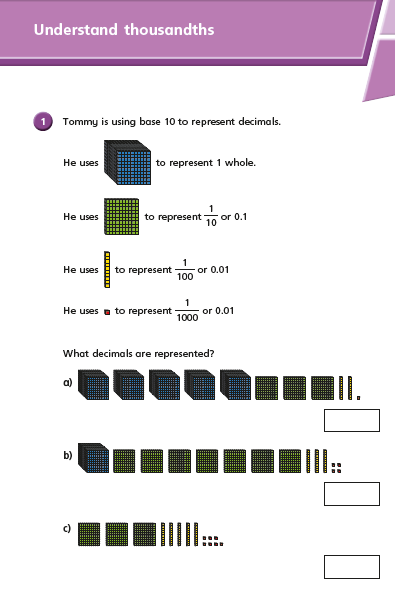 Understand thousandths
1 Tommy is using base 10 to represent decimals.
He uses to represent 1 whole.
He uses to represent 1/10 or 0.1
He uses to represent 1/100 or 0.01
He uses to represent 1/1000 or 0.01
What decimals are represented?
a)
b)
c)